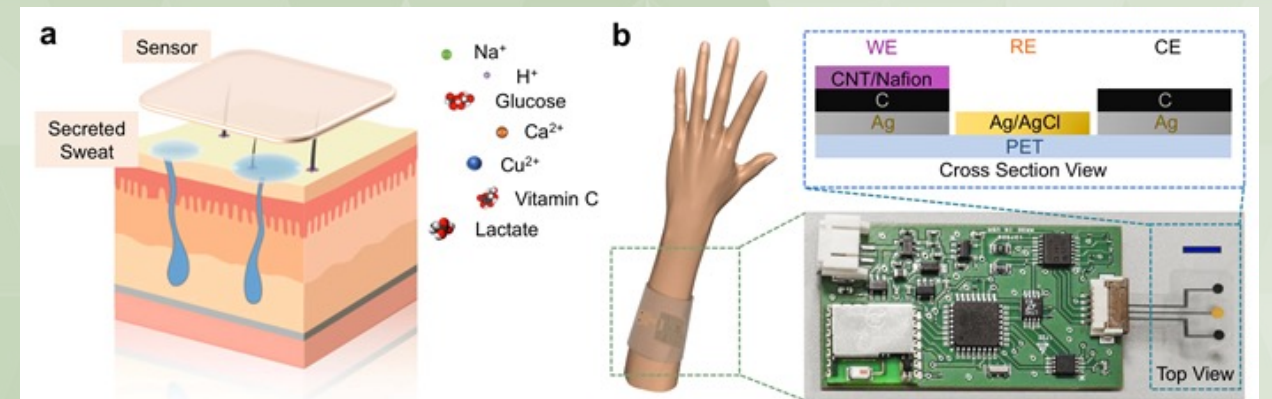 a
Sensor
Secreted
Sweat
Na⁺
H⁺
Glucose
Ca²⁺
Cu²⁺
Vitamin C
Lactate
b
WE
RE
CE
CNT/Nafion
C
C
Ag
Ag/AgCl
Ag
PET
Cross Section View
Top View